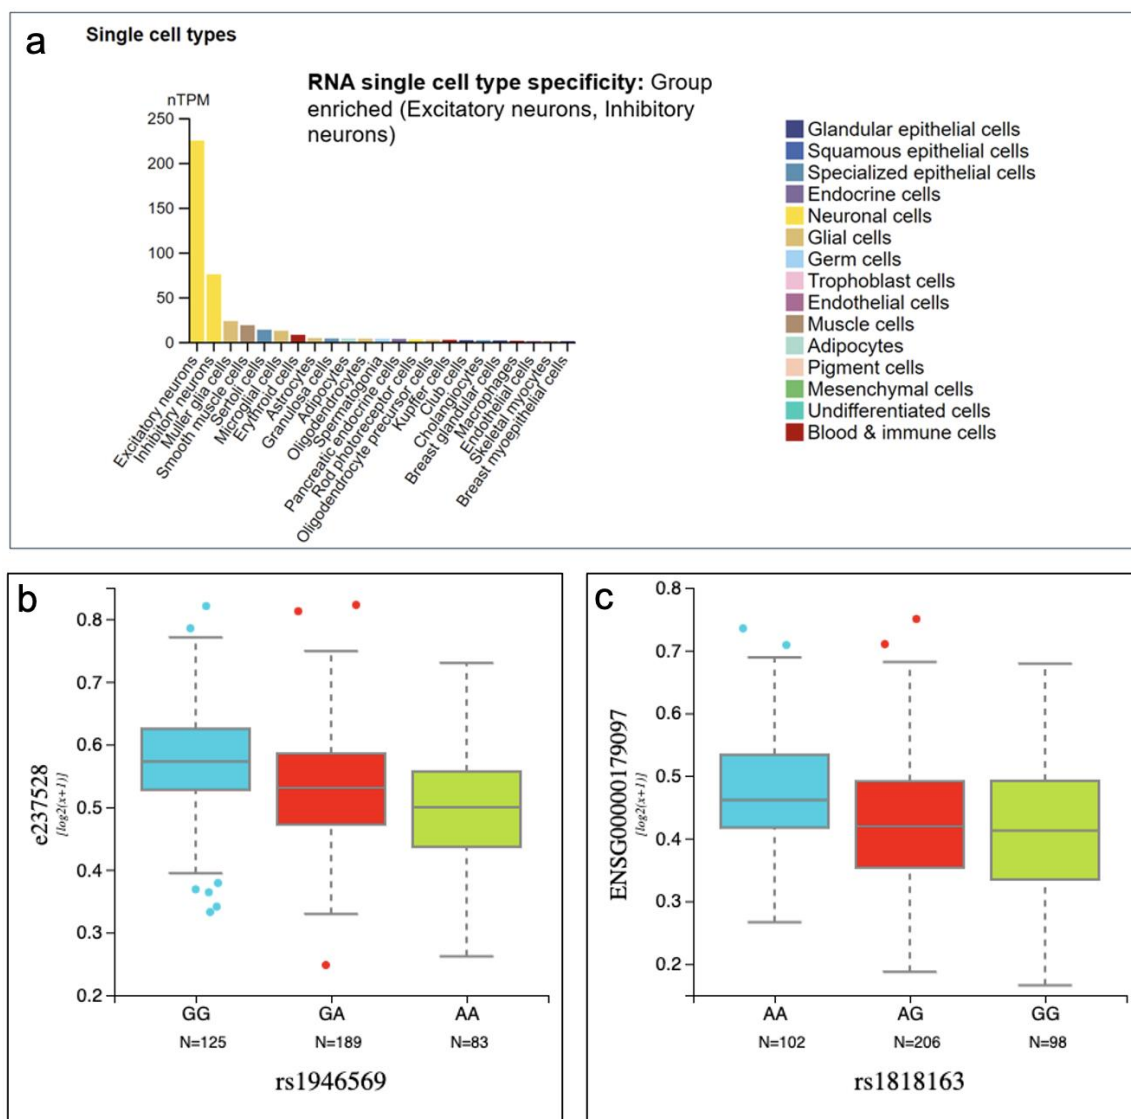 a
Single cell types
RNA single cell type specificity: Group
enriched (Excitatory neurons, Inhibitory
neurons)
nTPM
250
200
150
100
50
0
Excitatory neurons
Inhibitory neurons
Muller glia cells
Smooth muscle cells
Sertoli cells
Microglial cells
Erythroid cells
Astrocytes
Granulosa cells
Adipocytes
Oligodendrocytes
Spermatogonia
Pancreatic endocrine cells
Rod photoreceptor cells
Oligodendrocyte precursor cells
Kupffer cells
Club cells
Cholangiocytes
Breast glandular cells
Macrophages
Endothelial cells
Skeletal myocytes
Breast myoepithelial cells
Glandular epithelial cells
Squamous epithelial cells
Specialized epithelial cells
Endocrine cells
Neuronal cells
Glial cells
Germ cells
Trophoblast cells
Endothelial cells
Muscle cells
Adipocytes
Pigment cells
Mesenchymal cells
Undifferentiated cells
Blood & immune cells
b
e237528
[log2(x+1)]
0.8
0.7
0.6
0.5
0.4
0.3
0.2
GG
GA
AA
N=125
N=189
N=83
rs1946569
c
ENSG00000179097
[log2(x+1)]
0.8
0.7
0.6
0.5
0.4
0.3
0.2
AA
AG
GG
N=102
N=206
N=98
rs1818163